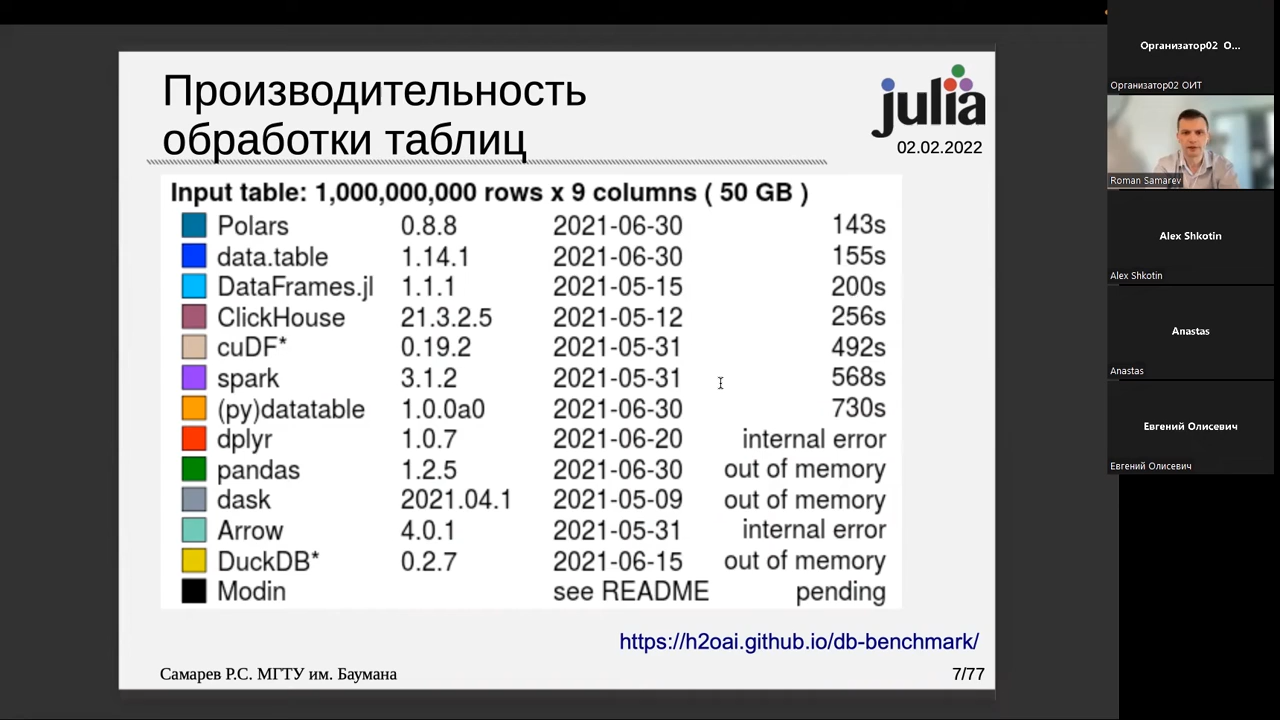 Производительность
обработки таблиц
julia
02.02.2022
Input table: 1,000,000,000 rows x 9 columns ( 50 GB )
Polars 0.8.8 2021-06-30 143s
data.table 1.14.1 2021-06-30 155s
DataFrames.jl 1.1.1 2021-05-15 200s
ClickHouse 21.3.2.5 2021-05-12 256s
cuDF* 0.19.2 2021-05-31 492s
spark 3.1.2 2021-05-31 568s
(py)datatable 1.0.0a0 2021-06-30 730s
dplyr 1.0.7 2021-06-20 internal error
pandas 1.2.5 2021-06-30 out of memory
dask 2021.04.1 2021-05-09 out of memory
Arrow 4.0.1 2021-05-31 internal error
DuckDB* 0.2.7 2021-06-15 out of memory
Modin see README pending
https://h2oai.github.io/db-benchmark/
Самарев Р.С. МГТУ им. Баумана 7/77
Организатор02 О...
Организатор02 ОИТ
Roman Samarev
Alex Shkotin
Alex Shkotin
Anastas
Anastas
Евгений Олисевич
Евгений Олисевич